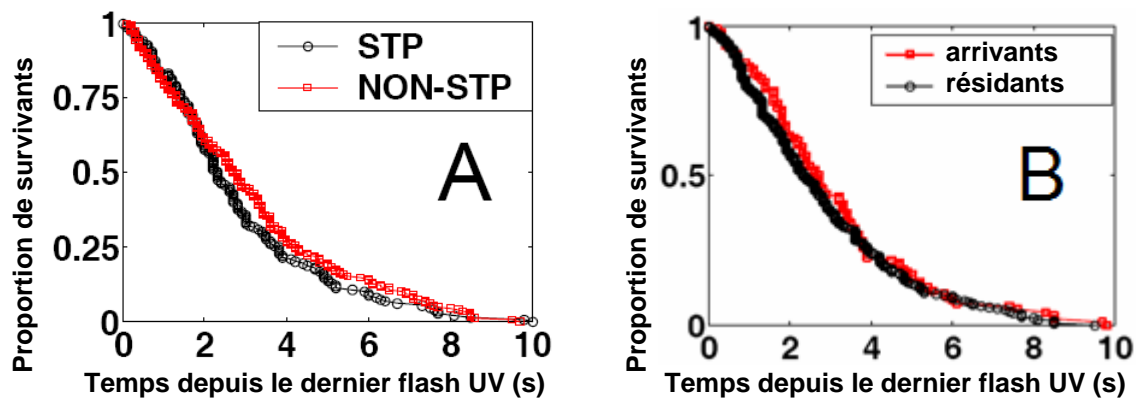 Proportion de survivants
1
0.75
0.5
0.25
0
0 2 4 6 8 10
STP
NON-STP
A
Temps depuis le dernier flash UV (s)
Proportion de survivants
1
0.5
0
0 2 4 6 8 10
arrivants
résidants
B
Temps depuis le dernier flash UV (s)